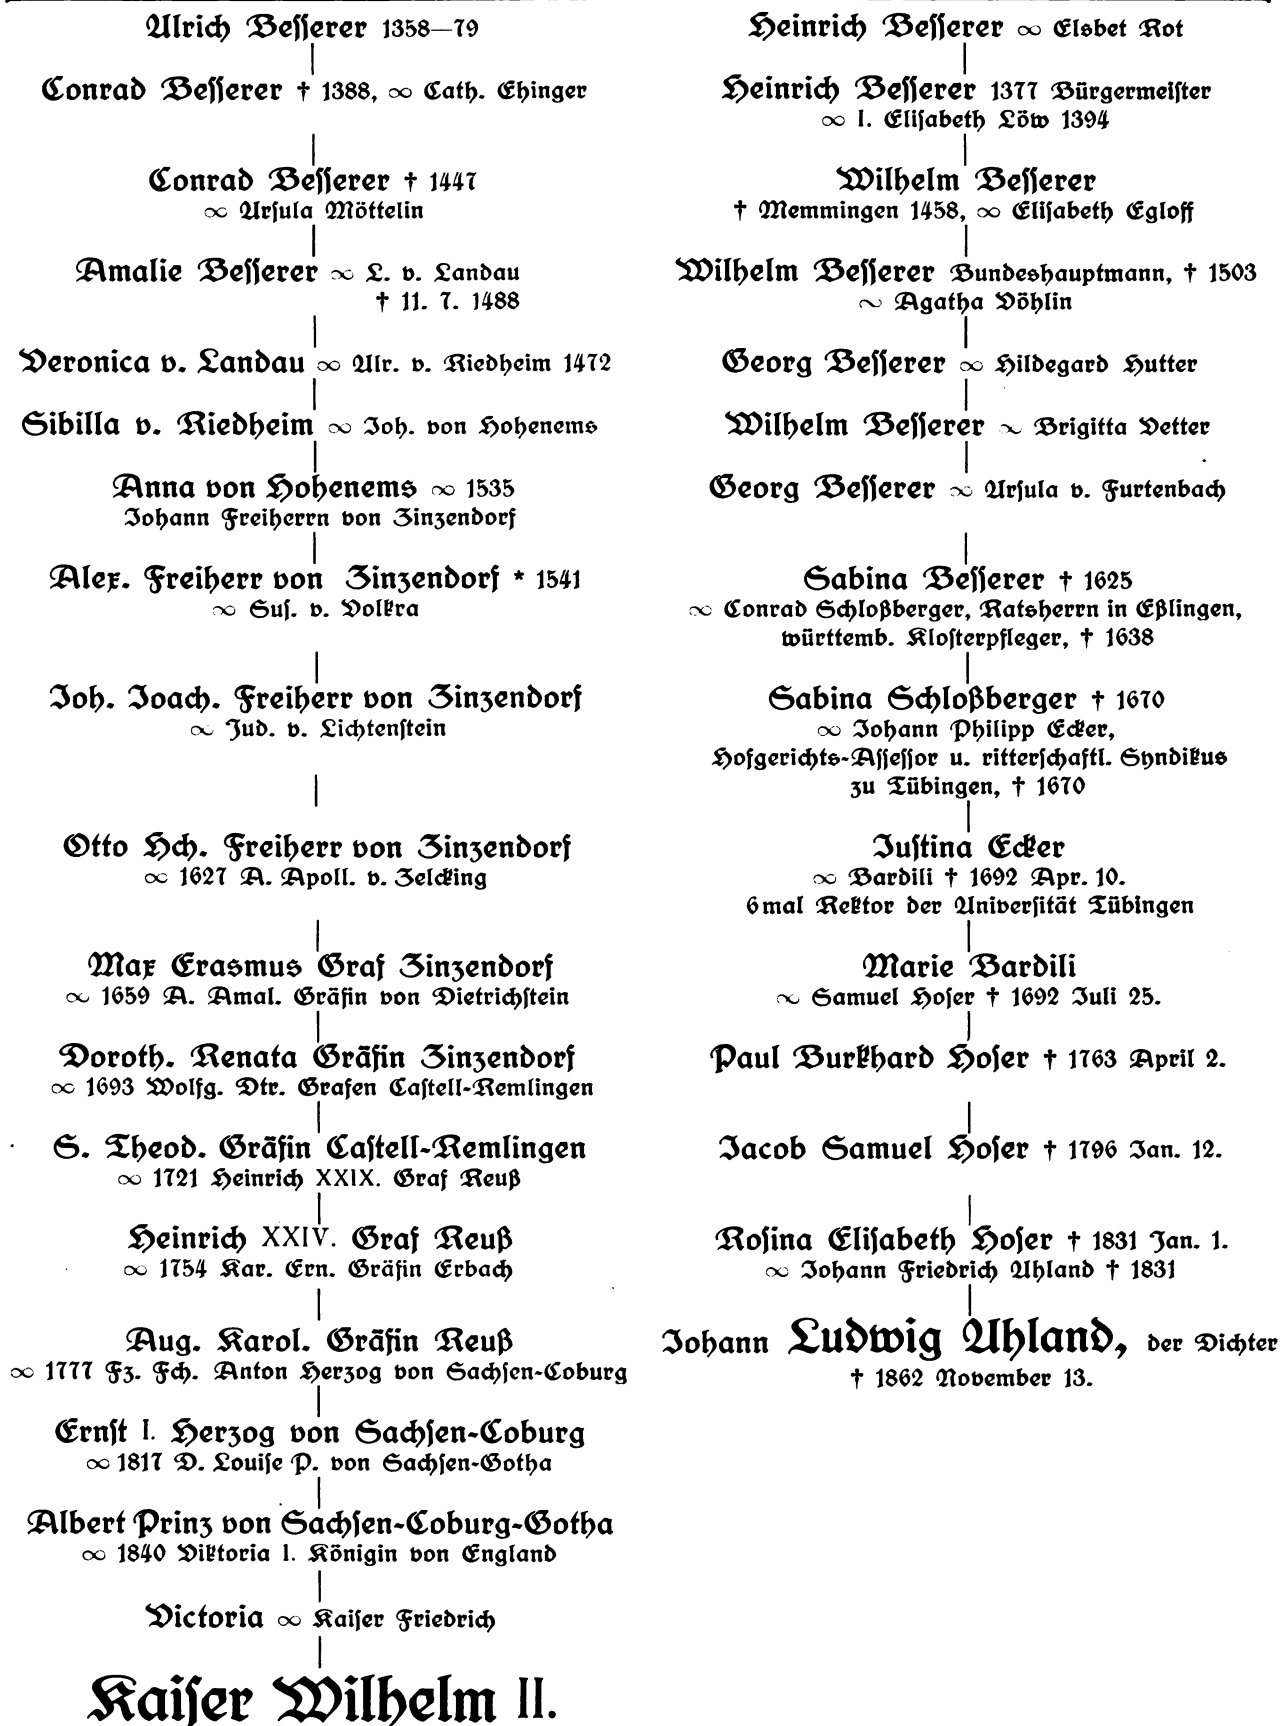 Ulrich Besserer 1358—79
Conrad Besserer † 1388, ∞ Cath. Ehinger
Conrad Besserer † 1447
∞ Ursula Möttelin
Amalie Besserer ∞ L. v. Landau
† 11. 7. 1488
Veronica v. Landau ∞ Ulr. v. Riedheim 1472
Sibilla v. Riedheim ∞ Joh. von Hohenems
Anna von Hohenems ∞ 1535
Johann Freiherrn von Zinzendorf
Alex. Freiherr von Zinzendorf * 1541
∞ Sus. v. Volkra
Joh. Joach. Freiherr von Zinzendorf
∞ Jud. v. Lichtenstein
Otto Hch. Freiherr von Zinzendorf
∞ 1627 A. Apoll. v. Zelcking
Max Erasmus Graf Zinzendorf
∞ 1659 A. Amal. Gräfin von Dietrichstein
Doroth. Renata Gräfin Zinzendorf
∞ 1693 Wolfg. Dtr. Grafen Castell-Remlingen
S. Theod. Gräfin Castell-Remlingen
∞ 1721 Heinrich XXIX. Graf Reuß
Heinrich XXIV. Graf Reuß
∞ 1754 Kar. Ern. Gräfin Erbach
Aug. Karol. Gräfin Reuß
∞ 1777 Fz. Fch. Anton Herzog von Sachsen-Coburg
Ernst I. Herzog von Sachsen-Coburg
∞ 1817 D. Louise P. von Sachsen-Gotha
Albert Prinz von Sachsen-Coburg-Gotha
∞ 1840 Viktoria I. Königin von England
Victoria ∞ Kaiser Friedrich
Kaiser Wilhelm II.
Heinrich Besserer ∞ Elsbet Rot
Heinrich Besserer 1377 Bürgermeister
∞ I. Elisabeth Löw 1394
Wilhelm Besserer
† Memmingen 1458, ∞ Elisabeth Egloff
Wilhelm Besserer Bundeshauptmann, † 1503
∾ Agatha Vöhlin
Georg Besserer ∞ Hildegard Hutter
Wilhelm Besserer ∾ Brigitta Vetter
Georg Besserer ∞ Ursula v. Furtenbach
Sabina Besserer † 1625
∞ Conrad Schloßberger, Ratsherrn in Eßlingen,
württemb. Klosterpfleger, † 1638
Sabina Schloßberger † 1670
∞ Johann Philipp Ecker,
Hofgerichts-Assessor u. ritterschaftl. Syndikus
zu Tübingen, † 1670
Justina Ecker
∞ Bardili † 1692 Apr. 10.
6mal Rektor der Universität Tübingen
Marie Bardili
∞ Samuel Hoser † 1692 Juli 25.
Paul Burkhard Hoser † 1763 April 2.
Jacob Samuel Hoser † 1796 Jan. 12.
Rosina Elisabeth Hoser † 1831 Jan. 1.
∞ Johann Friedrich Uhland † 1831
Johann Ludwig Uhland, der Dichter
† 1862 November 13.